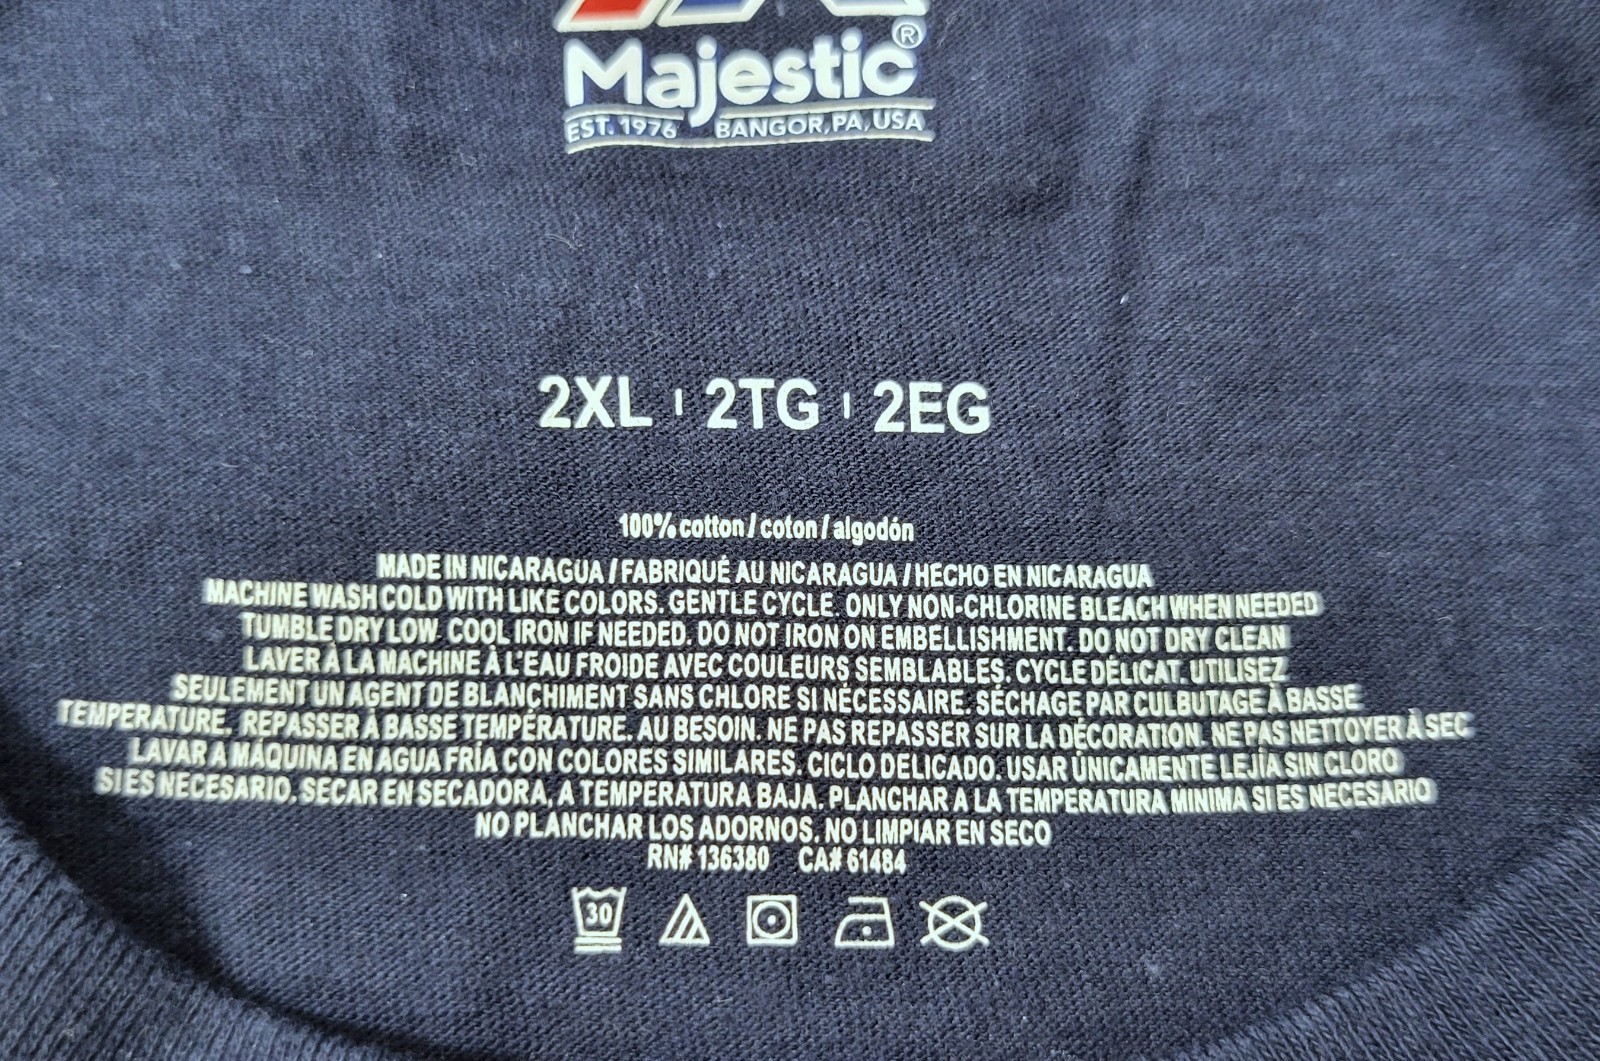 Majestic®
EST. 1976 BANGOR, PA, USA
2XL | 2TG | 2EG
100% cotton / coton / algodón
MADE IN NICARAGUA / FABRIQUÉ AU NICARAGUA / HECHO EN NICARAGUA
MACHINE WASH COLD WITH LIKE COLORS. GENTLE CYCLE. ONLY NON-CHLORINE BLEACH WHEN NEEDED
TUMBLE DRY LOW. COOL IRON IF NEEDED. DO NOT IRON ON EMBELLISHMENT. DO NOT DRY CLEAN
LAVER À LA MACHINE À L'EAU FROIDE AVEC COULEURS SEMBLABLES. CYCLE DÉLICAT. UTILISEZ
SEULEMENT UN AGENT DE BLANCHIMENT SANS CHLORE SI NÉCESSAIRE. SÉCHAGE PAR CULBUTAGE À BASSE
TEMPERATURE. REPASSER À BASSE TEMPÉRATURE. AU BESOIN. NE PAS REPASSER SUR LA DÉCORATION. NE PAS NETTOYER À SEC
LAVAR A MÁQUINA EN AGUA FRÍA CON COLORES SIMILARES. CICLO DELICADO. USAR ÚNICAMENTE LEJÍA SIN CLORO
SI ES NECESARIO. SECAR EN SECADORA, A TEMPERATURA BAJA. PLANCHAR A LA TEMPERATURA MÍNIMA SI ES NECESARIO
NO PLANCHAR LOS ADORNOS. NO LIMPIAR EN SECO
RN# 136380 CA# 61484
30